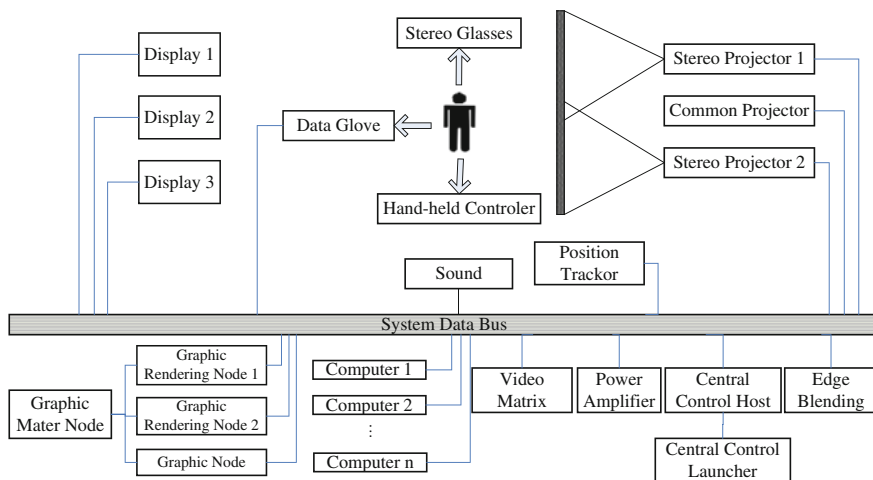 Stereo Glasses
Display 1
Stereo Projector 1
Display 2
Data Glove
Common Projector
Display 3
Stereo Projector 2
Hand-held Controler
Position
Trackor
Sound
System Data Bus
Graphic
Rendering Node 1
Computer 1
Video
Matrix
Power
Amplifier
Central
Control Host
Edge
Blending
Graphic
Mater Node
Graphic
Rendering Node 2
Computer 2
⋮
Graphic Node
Computer n
Central Control
Launcher